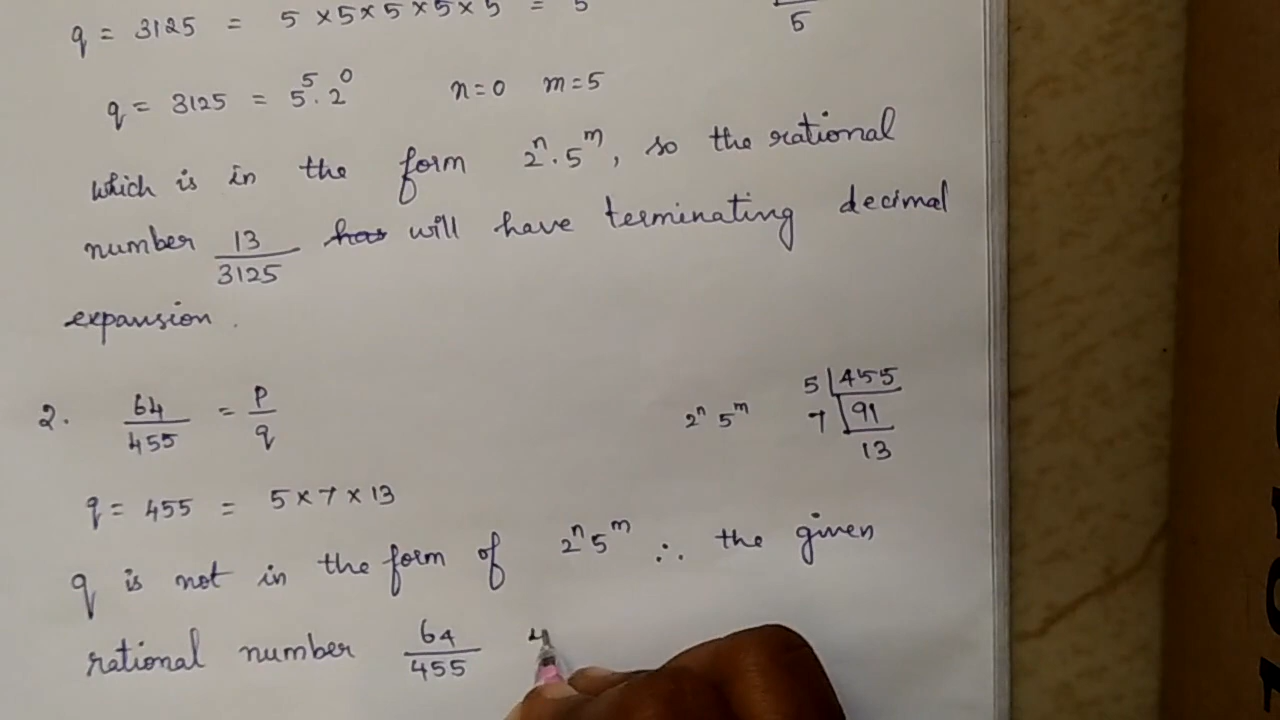 q = 3125 = 5 × 5 × 5 × 5 × 5 = 5
5
q = 3125 = 5⁵ · 2⁰ n = 0 m = 5
which is in the form 2ⁿ · 5ᵐ, so the rational
number 13/3125 has will have terminating decimal
expansion.
2. 64/455 = p/q
2ⁿ 5ᵐ
5 | 455
7 | 91
13
q = 455 = 5 × 7 × 13
q is not in the form of 2ⁿ5ᵐ ∴ the given
rational number 64/455